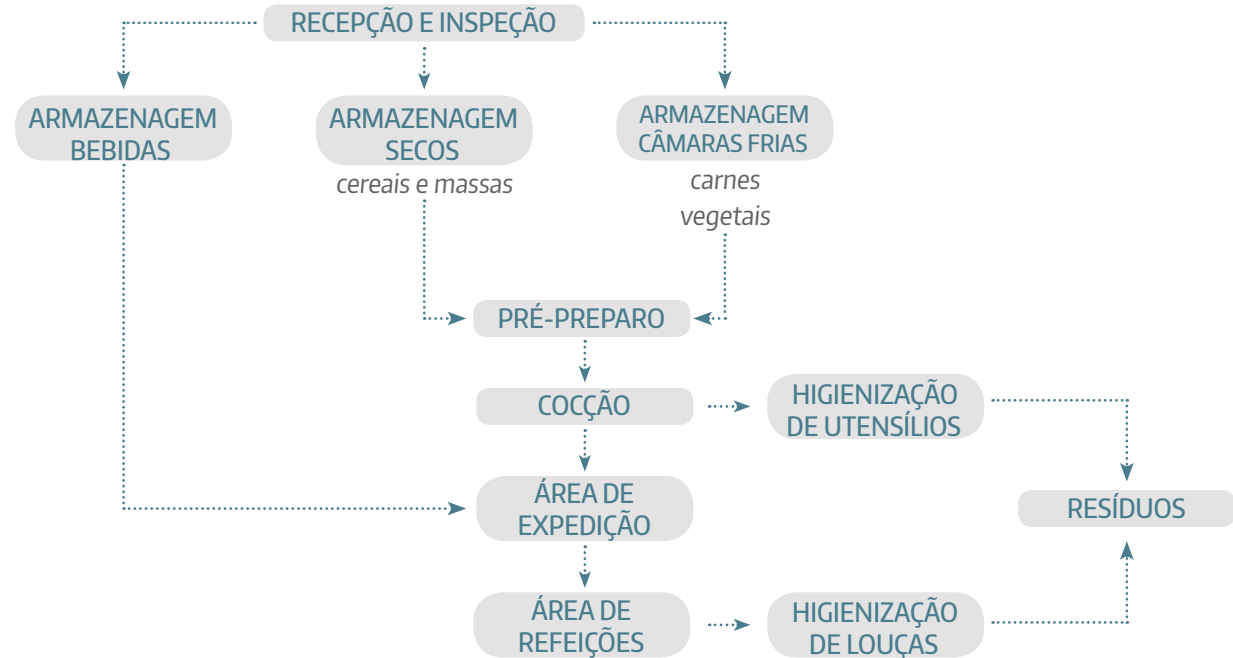 RECEPÇÃO E INSPEÇÃO
ARMAZENAGEM
BEBIDAS
ARMAZENAGEM
SECOS
cereais e massas
ARMAZENAGEM
CÂMARAS FRIAS
carnes
vegetais
PRÉ-PREPARO
COCÇÃO
HIGIENIZAÇÃO
DE UTENSÍLIOS
ÁREA DE
EXPEDIÇÃO
RESÍDUOS
ÁREA DE
REFEIÇÕES
HIGIENIZAÇÃO
DE LOUÇAS